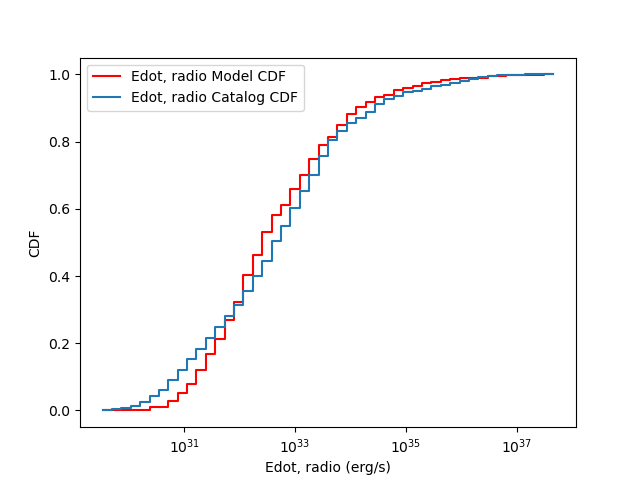 Edot, radio Model CDF
Edot, radio Catalog CDF
CDF
1.0
0.8
0.6
0.4
0.2
0.0
10^31 10^33 10^35 10^37
Edot, radio (erg/s)